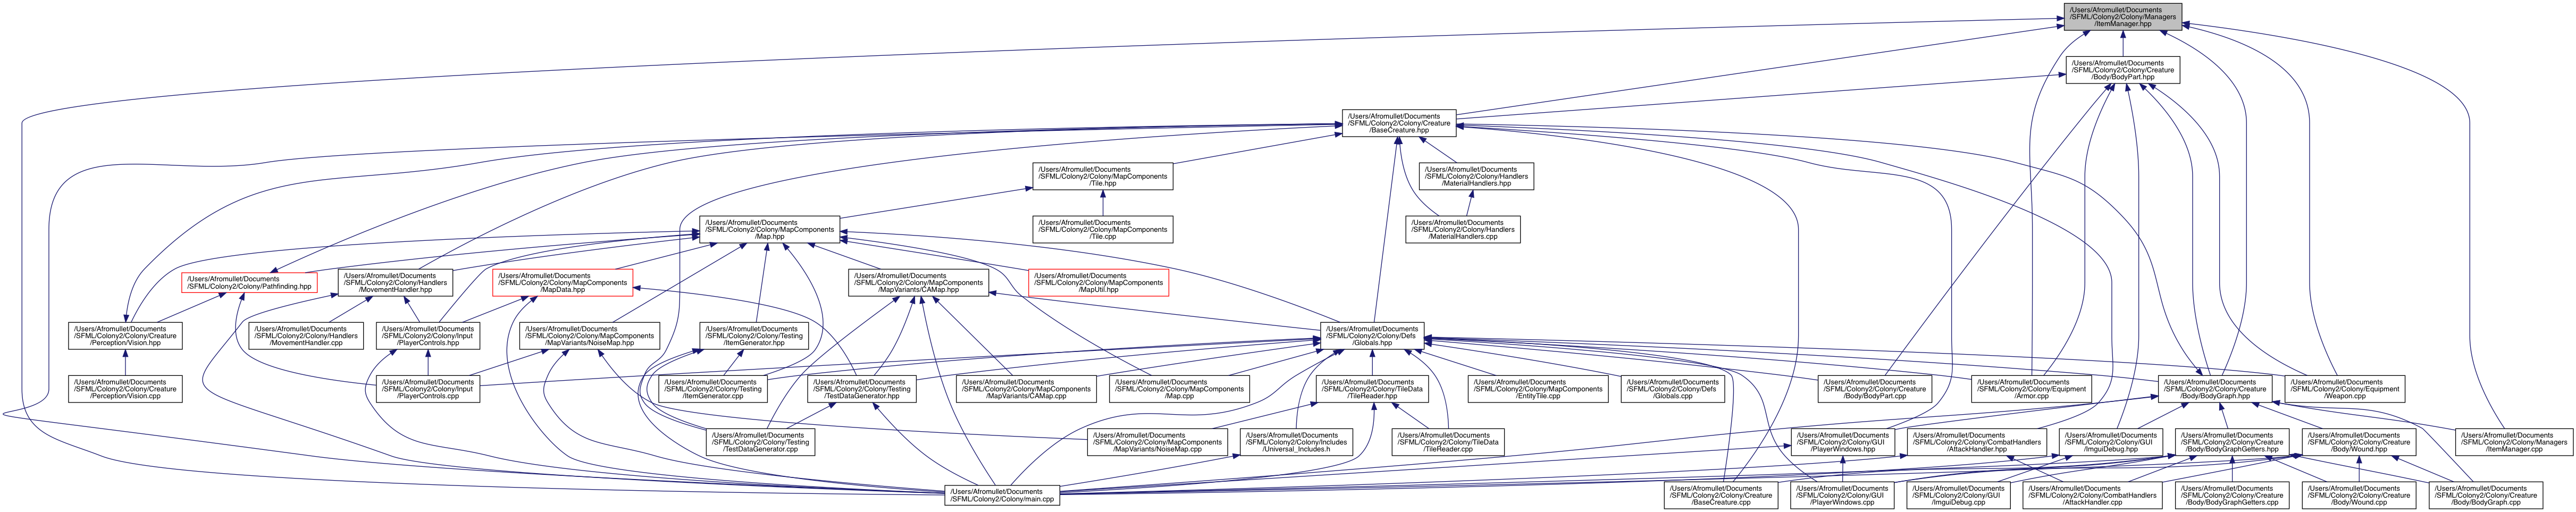 /Users/Afromullet/Documents
/SFML/Colony2/Colony/Managers
/ItemManager.hpp
/Users/Afromullet/Documents
/SFML/Colony2/Colony/Creature
/Body/BodyPart.hpp
/Users/Afromullet/Documents
/SFML/Colony2/Colony/Creature
/BaseCreature.hpp
/Users/Afromullet/Documents
/SFML/Colony2/Colony/MapComponents
/Tile.hpp
/Users/Afromullet/Documents
/SFML/Colony2/Colony/Handlers
/MaterialHandlers.hpp
/Users/Afromullet/Documents
/SFML/Colony2/Colony/MapComponents
/Map.hpp
/Users/Afromullet/Documents
/SFML/Colony2/Colony/MapComponents
/Tile.cpp
/Users/Afromullet/Documents
/SFML/Colony2/Colony/Handlers
/MaterialHandlers.cpp
/Users/Afromullet/Documents
/SFML/Colony2/Colony/Pathfinding.hpp
/Users/Afromullet/Documents
/SFML/Colony2/Colony/Handlers
/MovementHandler.hpp
/Users/Afromullet/Documents
/SFML/Colony2/Colony/MapComponents
/MapData.hpp
/Users/Afromullet/Documents
/SFML/Colony2/Colony/MapComponents
/MapVariants/CAMap.hpp
/Users/Afromullet/Documents
/SFML/Colony2/Colony/MapComponents
/MapUtil.hpp
/Users/Afromullet/Documents
/SFML/Colony2/Colony/Creature
/Perception/Vision.hpp
/Users/Afromullet/Documents
/SFML/Colony2/Colony/Handlers
/MovementHandler.cpp
/Users/Afromullet/Documents
/SFML/Colony2/Colony/Input
/PlayerControls.hpp
/Users/Afromullet/Documents
/SFML/Colony2/Colony/MapComponents
/MapVariants/NoiseMap.hpp
/Users/Afromullet/Documents
/SFML/Colony2/Colony/Testing
/ItemGenerator.hpp
/Users/Afromullet/Documents
/SFML/Colony2/Colony/Defs
/Globals.hpp
/Users/Afromullet/Documents
/SFML/Colony2/Colony/Creature
/Perception/Vision.cpp
/Users/Afromullet/Documents
/SFML/Colony2/Colony/Input
/PlayerControls.cpp
/Users/Afromullet/Documents
/SFML/Colony2/Colony/Testing
/ItemGenerator.cpp
/Users/Afromullet/Documents
/SFML/Colony2/Colony/Testing
/TestDataGenerator.hpp
/Users/Afromullet/Documents
/SFML/Colony2/Colony/MapComponents
/MapVariants/CAMap.cpp
/Users/Afromullet/Documents
/SFML/Colony2/Colony/MapComponents
/Map.cpp
/Users/Afromullet/Documents
/SFML/Colony2/Colony/TileData
/TileReader.hpp
/Users/Afromullet/Documents
/SFML/Colony2/Colony/MapComponents
/EntityTile.cpp
/Users/Afromullet/Documents
/SFML/Colony2/Colony/Defs
/Globals.cpp
/Users/Afromullet/Documents
/SFML/Colony2/Colony/Creature
/Body/BodyPart.cpp
/Users/Afromullet/Documents
/SFML/Colony2/Colony/Equipment
/Armor.cpp
/Users/Afromullet/Documents
/SFML/Colony2/Colony/Creature
/Body/BodyGraph.hpp
/Users/Afromullet/Documents
/SFML/Colony2/Colony/Equipment
/Weapon.cpp
/Users/Afromullet/Documents
/SFML/Colony2/Colony/Testing
/TestDataGenerator.cpp
/Users/Afromullet/Documents
/SFML/Colony2/Colony/MapComponents
/MapVariants/NoiseMap.cpp
/Users/Afromullet/Documents
/SFML/Colony2/Colony/Includes
/Universal_Includes.h
/Users/Afromullet/Documents
/SFML/Colony2/Colony/TileData
/TileReader.cpp
/Users/Afromullet/Documents
/SFML/Colony2/Colony/GUI
/PlayerWindows.hpp
/Users/Afromullet/Documents
/SFML/Colony2/Colony/CombatHandlers
/AttackHandler.hpp
/Users/Afromullet/Documents
/SFML/Colony2/Colony/GUI
/ImguiDebug.hpp
/Users/Afromullet/Documents
/SFML/Colony2/Colony/Creature
/Body/BodyGraphGetters.hpp
/Users/Afromullet/Documents
/SFML/Colony2/Colony/Creature
/Body/Wound.hpp
/Users/Afromullet/Documents
/SFML/Colony2/Colony/Managers
/ItemManager.cpp
/Users/Afromullet/Documents
/SFML/Colony2/Colony/main.cpp
/Users/Afromullet/Documents
/SFML/Colony2/Colony/Creature
/BaseCreature.cpp
/Users/Afromullet/Documents
/SFML/Colony2/Colony/GUI
/PlayerWindows.cpp
/Users/Afromullet/Documents
/SFML/Colony2/Colony/GUI
/ImguiDebug.cpp
/Users/Afromullet/Documents
/SFML/Colony2/Colony/CombatHandlers
/AttackHandler.cpp
/Users/Afromullet/Documents
/SFML/Colony2/Colony/Creature
/Body/BodyGraphGetters.cpp
/Users/Afromullet/Documents
/SFML/Colony2/Colony/Creature
/Body/Wound.cpp
/Users/Afromullet/Documents
/SFML/Colony2/Colony/Creature
/Body/BodyGraph.cpp